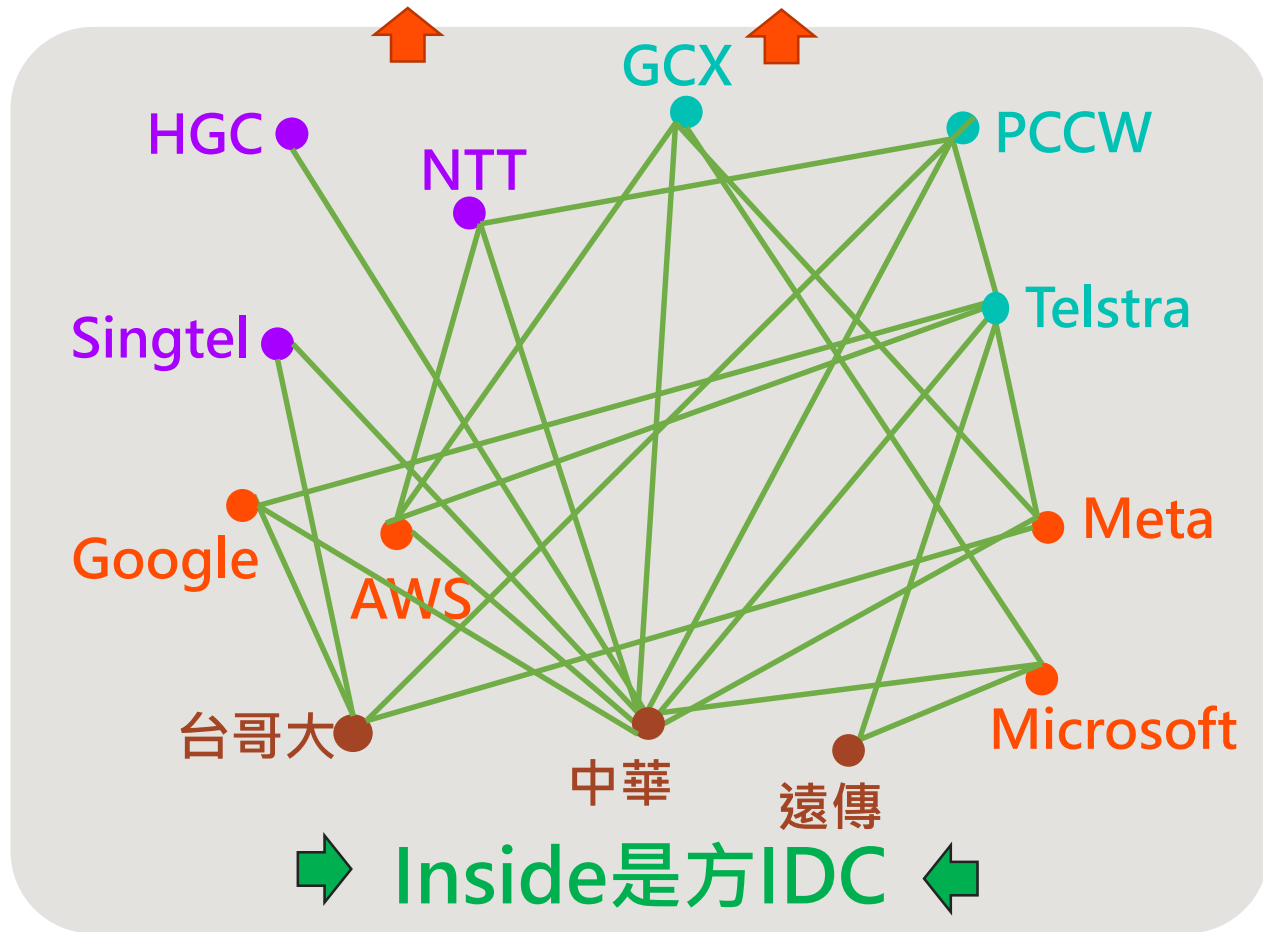 GCX
HGC
PCCW
NTT
Telstra
Singtel
Meta
Google
AWS
Microsoft
台哥大
中華
遠傳
Inside是方IDC